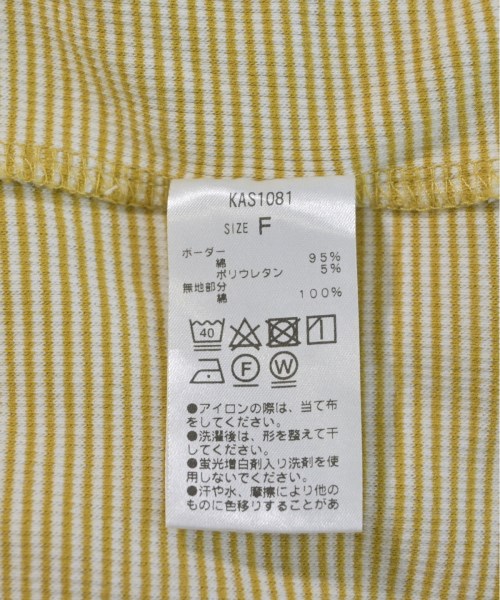 KAS1081
SIZE F
ボーダー
綿 95%
ポリウレタン 5%
無地部分
綿 100%
40
F W
●アイロンの際は、当て布
をしてください。
●洗濯後は、形を整えて干
してください。
●蛍光増白剤入り洗剤を使
用しないでください。
●汗や水、摩擦により他の
ものに色移りすることがあ